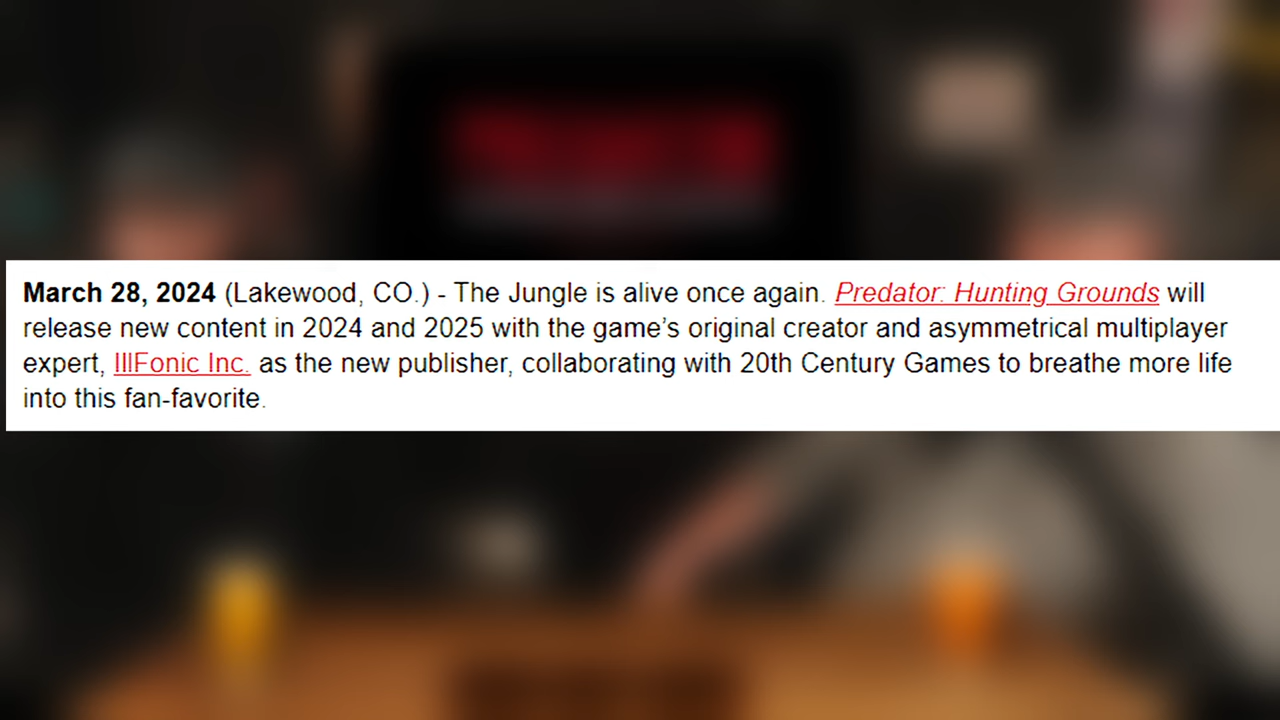 March 28, 2024 (Lakewood, CO.) - The Jungle is alive once again. Predator: Hunting Grounds will
release new content in 2024 and 2025 with the game’s original creator and asymmetrical multiplayer
expert, IllFonic Inc. as the new publisher, collaborating with 20th Century Games to breathe more life
into this fan-favorite.